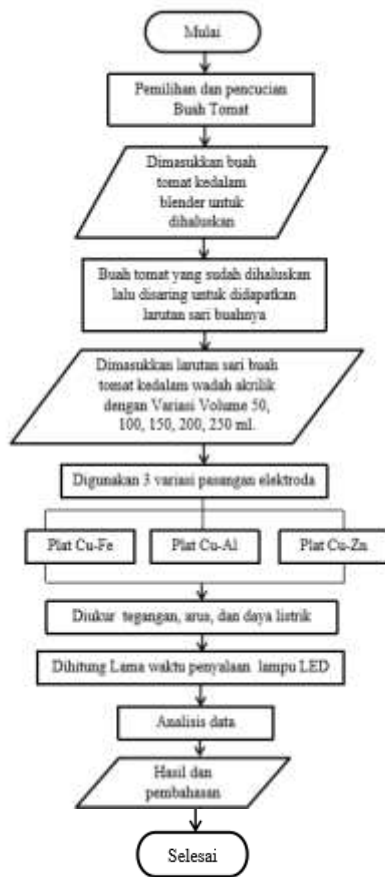 Mulai
Pemilihan dan pencucian
Buah Tomat
Dimasukkan buah
tomat kedalam
blender untuk
dihaluskan
Buah tomat yang sudah dihaluskan
lalu disaring untuk didapatkan
larutan sari buahnya
Dimasukkan larutan sari buah
tomat kedalam wadah akrilik
dengan Variasi Volume 50,
100, 150, 200, 250 ml.
Digunakan 3 variasi pasangan elektroda
Plat Cu-Fe
Plat Cu-Al
Plat Cu-Zn
Diukur tegangan, arus, dan daya listrik
Dihitung Lama waktu penyalaan lampu LED
Analisis data
Hasil dan
pembahasan
Selesai